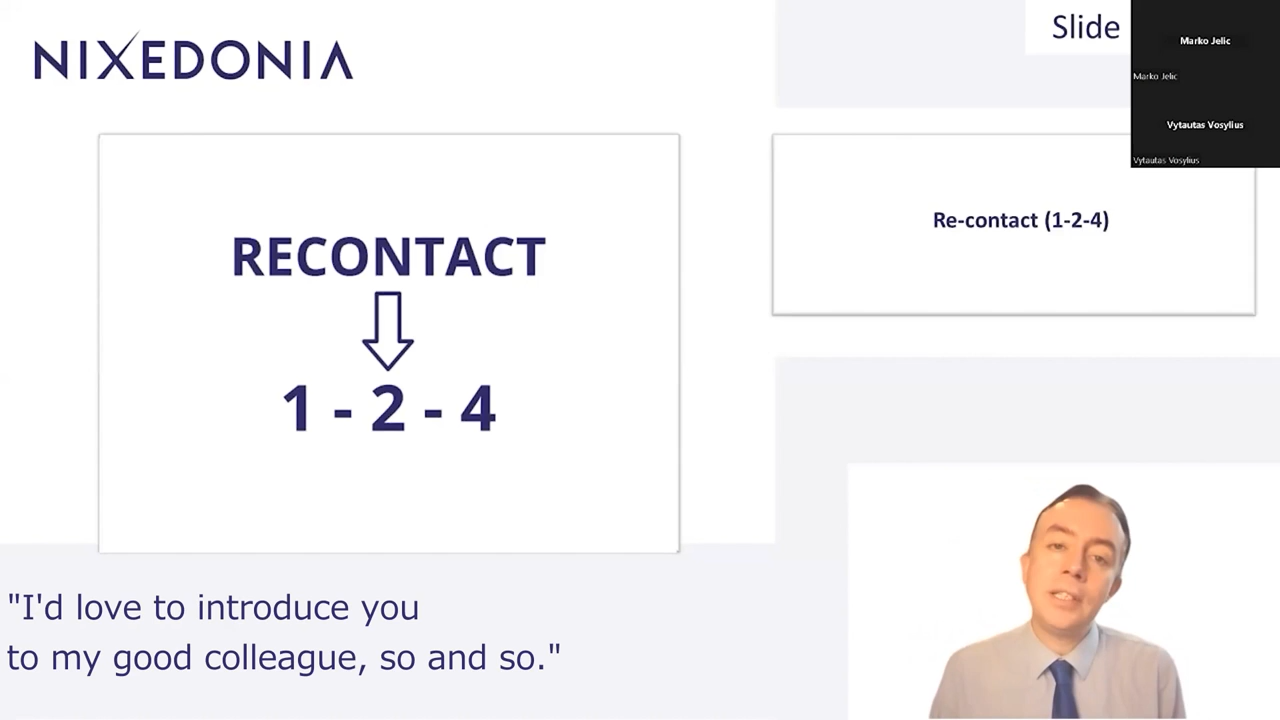 NIXEDONIA
Slide
Marko Jelic
Marko Jelic
Vytautas Vosylius
Vytautas Vosylius
RECONTACT
1 - 2 - 4
Re-contact (1-2-4)
"I'd love to introduce you
to my good colleague, so and so."